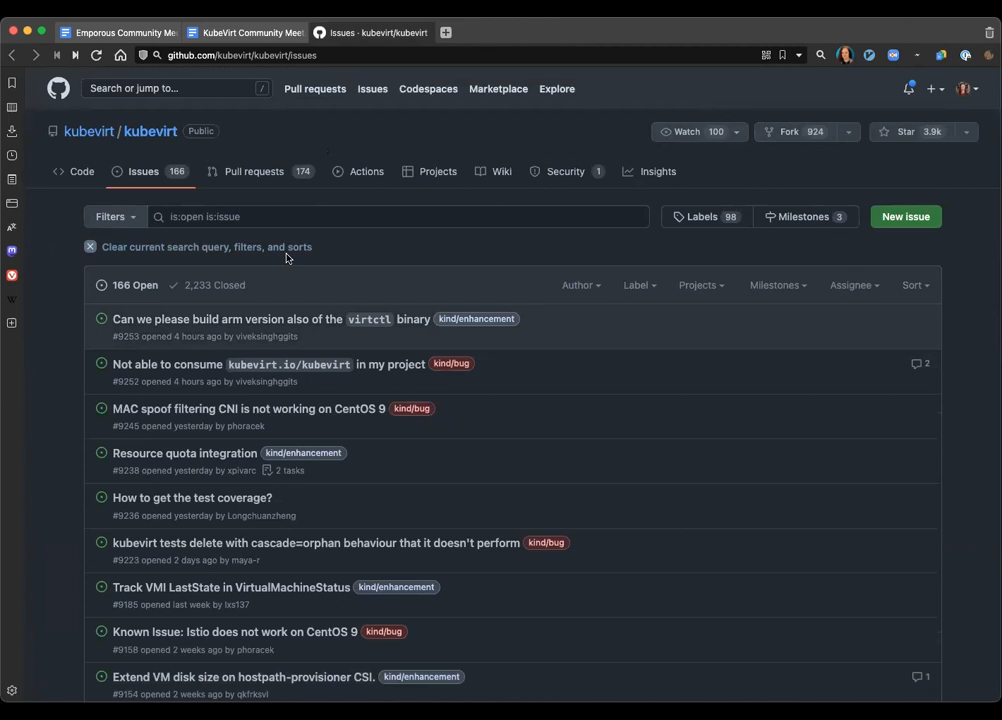 Emporous Community Me
KubeVirt Community Meet
Issues · kubevirt/kubevirt
github.com/kubevirt/kubevirt/issues
Search or jump to... /
Pull requests Issues Codespaces Marketplace Explore
kubevirt / kubevirt Public
Watch 100 Fork 924 Star 3.9k
Code Issues 166 Pull requests 174 Actions Projects Wiki Security 1 Insights
Filters is:open is:issue Labels 98 Milestones 3 New issue
Clear current search query, filters, and sorts
166 Open 2,233 Closed Author Label Projects Milestones Assignee Sort
Can we please build arm version also of the virtctl binary kind/enhancement
#9253 opened 4 hours ago by viveksinghggits
Not able to consume kubevirt.io/kubevirt in my project kind/bug 2
#9252 opened 4 hours ago by viveksinghggits
MAC spoof filtering CNI is not working on CentOS 9 kind/bug
#9245 opened yesterday by phoracek
Resource quota integration kind/enhancement
#9238 opened yesterday by xpivarc 2 tasks
How to get the test coverage?
#9236 opened yesterday by Longchuanzheng
kubevirt tests delete with cascade=orphan behaviour that it doesn't perform kind/bug
#9223 opened 2 days ago by maya-r
Track VMI LastState in VirtualMachineStatus kind/enhancement
#9185 opened last week by lxs137
Known Issue: Istio does not work on CentOS 9 kind/bug
#9158 opened 2 weeks ago by phoracek
Extend VM disk size on hostpath-provisioner CSI. kind/enhancement 1
#9154 opened 2 weeks ago by qkfrksvl